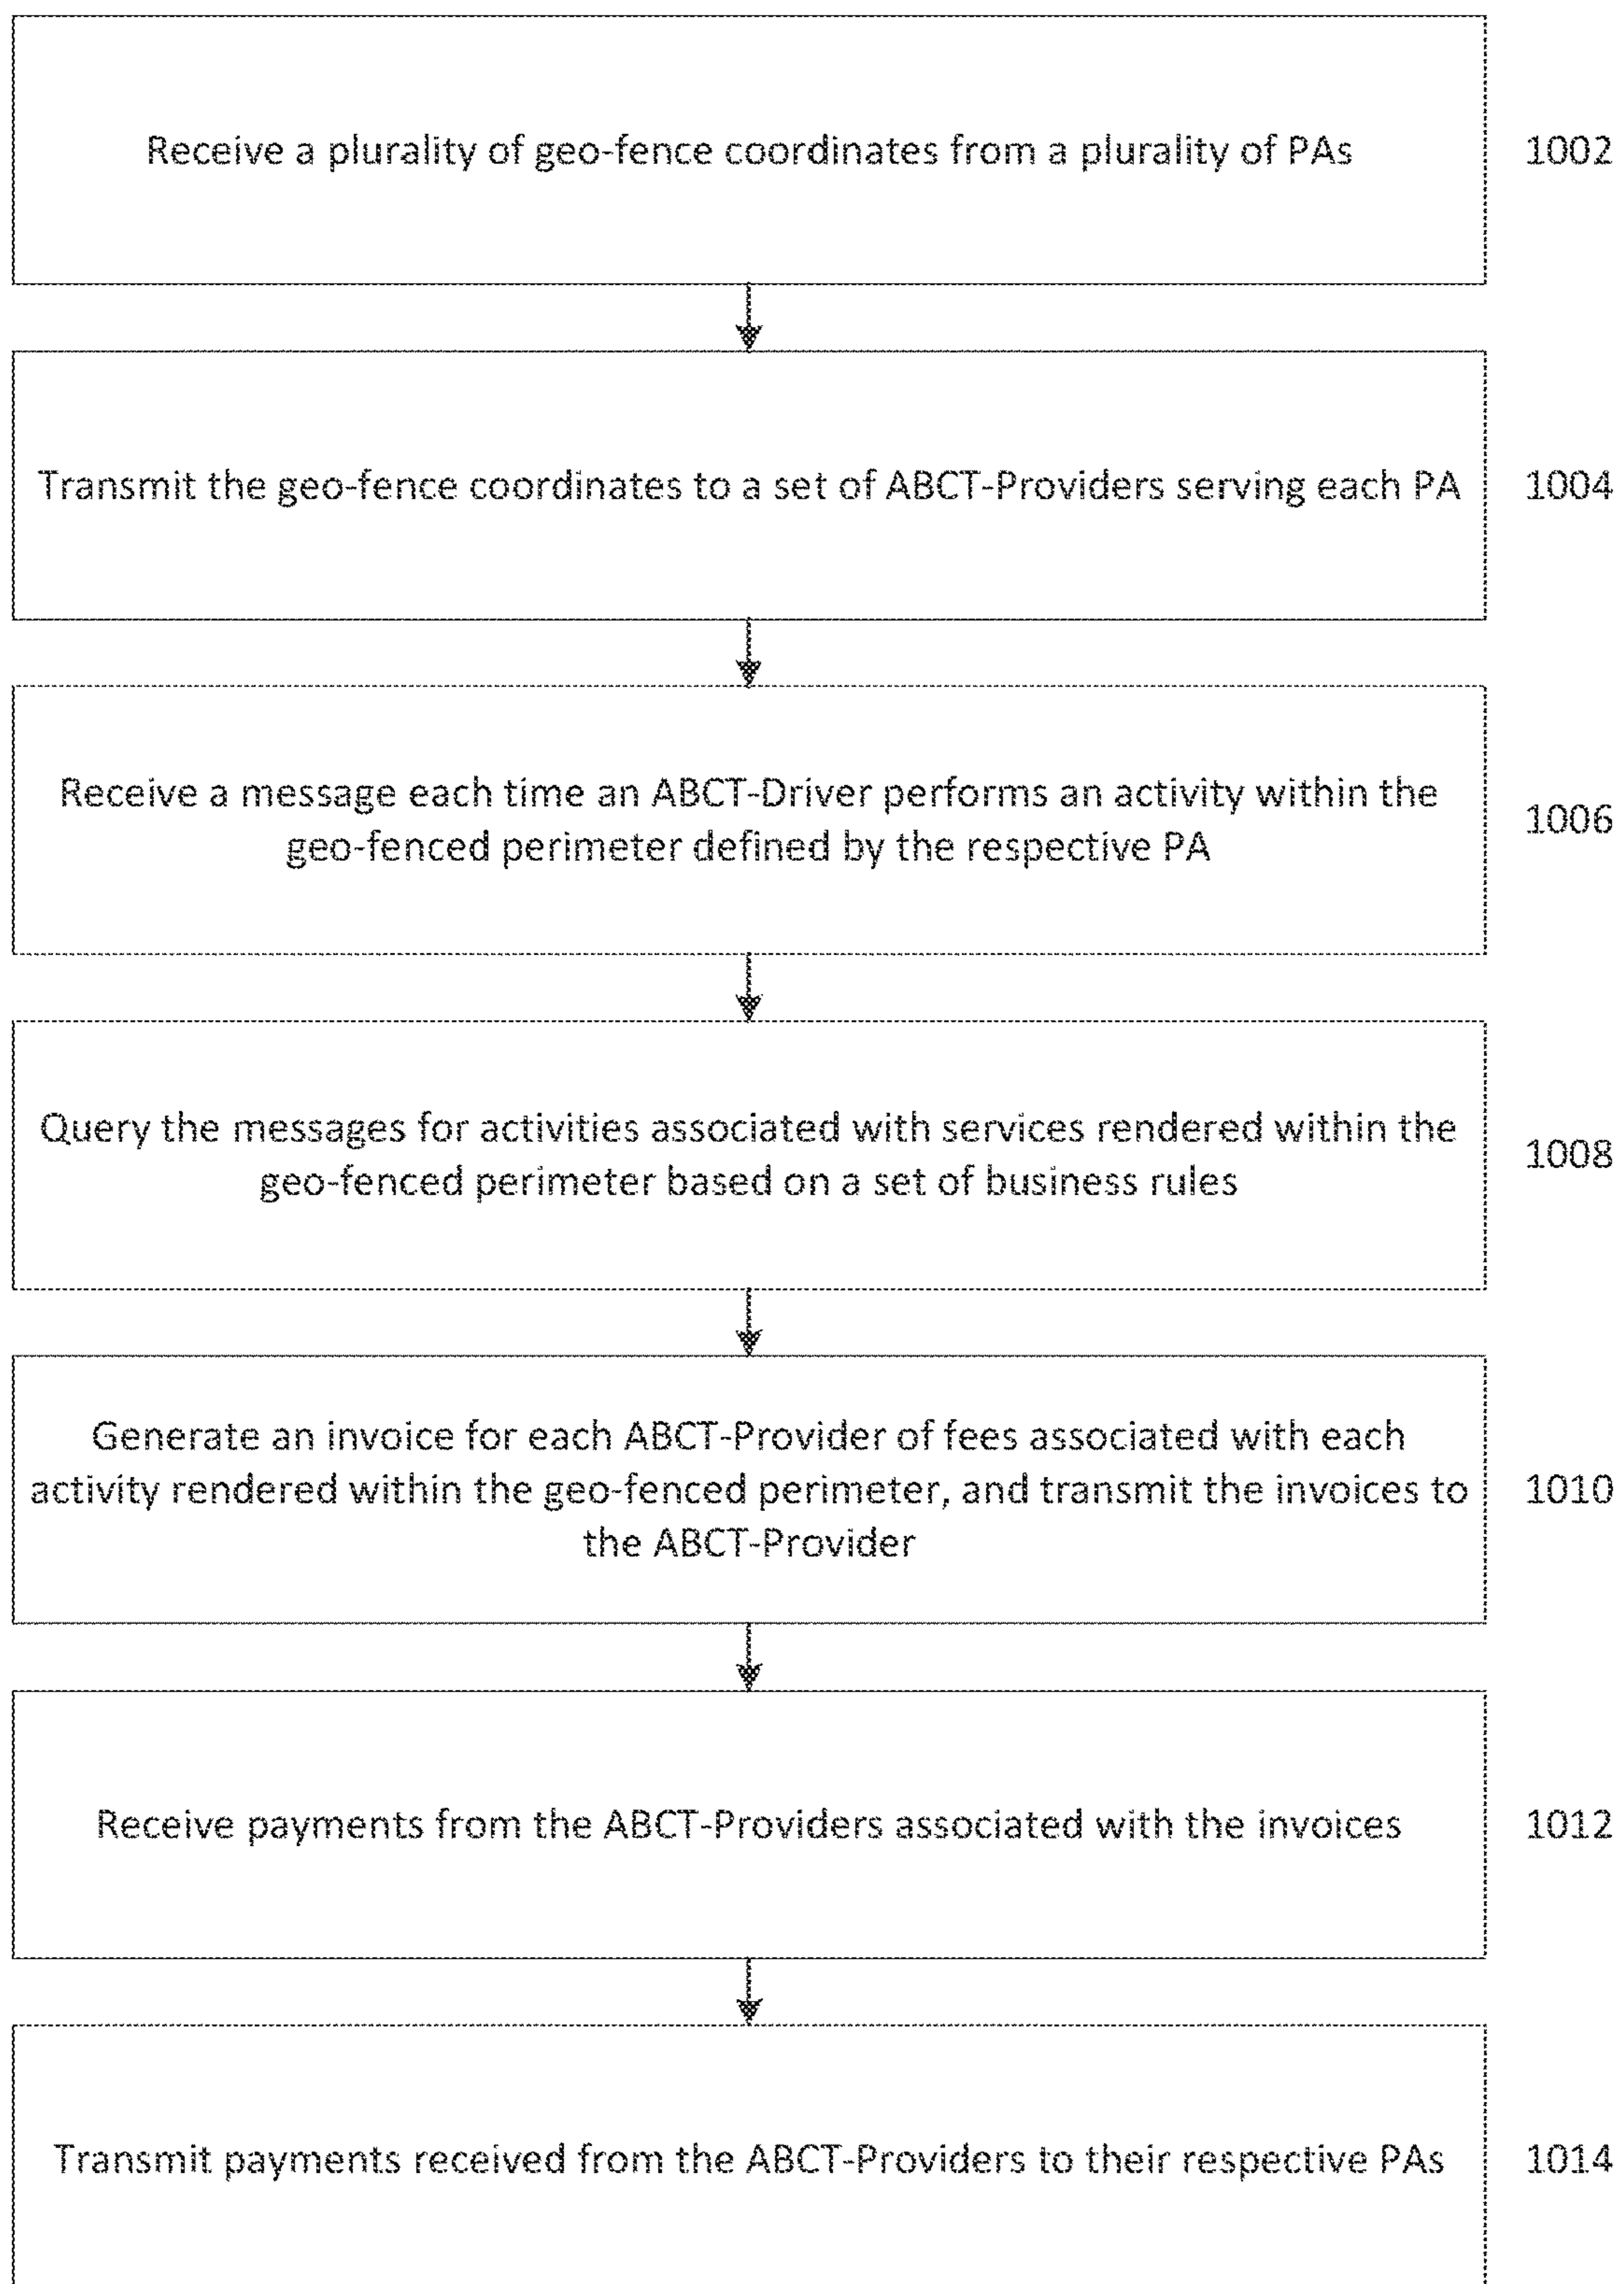 Receive a plurality of geo-fence coordinates from a plurality of PAs
1002
Transmit the geo-fence coordinates to a set of ABCT-Providers serving each PA
1004
Receive a message each time an ABCT-Driver performs an activity within the
geo-fenced perimeter defined by the respective PA
1006
Query the messages for activities associated with services rendered within the
geo-fenced perimeter based on a set of business rules
1008
Generate an invoice for each ABCT-Provider of fees associated with each
activity rendered within the geo-fenced perimeter, and transmit the invoices to
the ABCT-Provider
1010
Receive payments from the ABCT-Providers associated with the invoices
1012
Transmit payments received from the ABCT-Providers to their respective PAs
1014